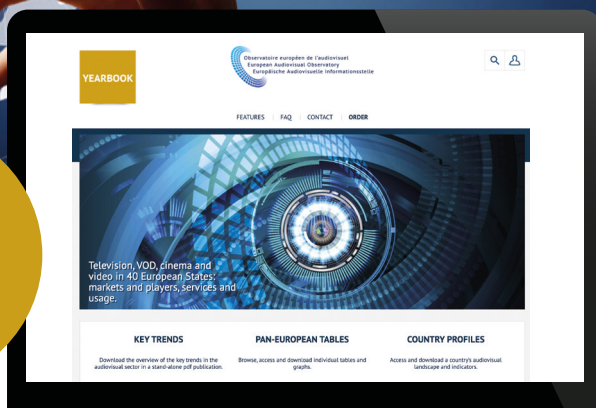 YEARBOOK
Observatoire européen de l'audiovisuel
European Audiovisual Observatory
Europäische Audiovisuelle Informationsstelle
FEATURES | FAQ | CONTACT | ORDER
Television, VOD, cinema and
video in 40 European States:
markets and players, services and
usage.
KEY TRENDS
Download the overview of the key trends in the
audiovisual sector in a stand-alone pdf publication.
PAN-EUROPEAN TABLES
Browse, access and download individual tables and
graphs.
COUNTRY PROFILES
Access and download a country's audiovisual
landscape and indicators.